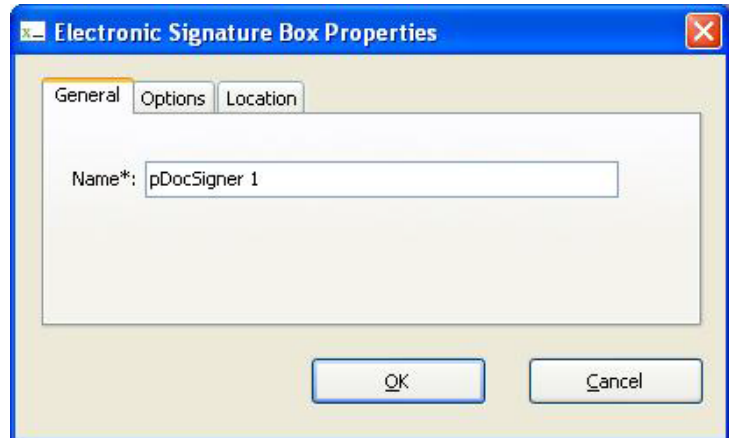 Electronic Signature Box Properties
General Options Location
Name*: pDocSigner 1
OK Cancel